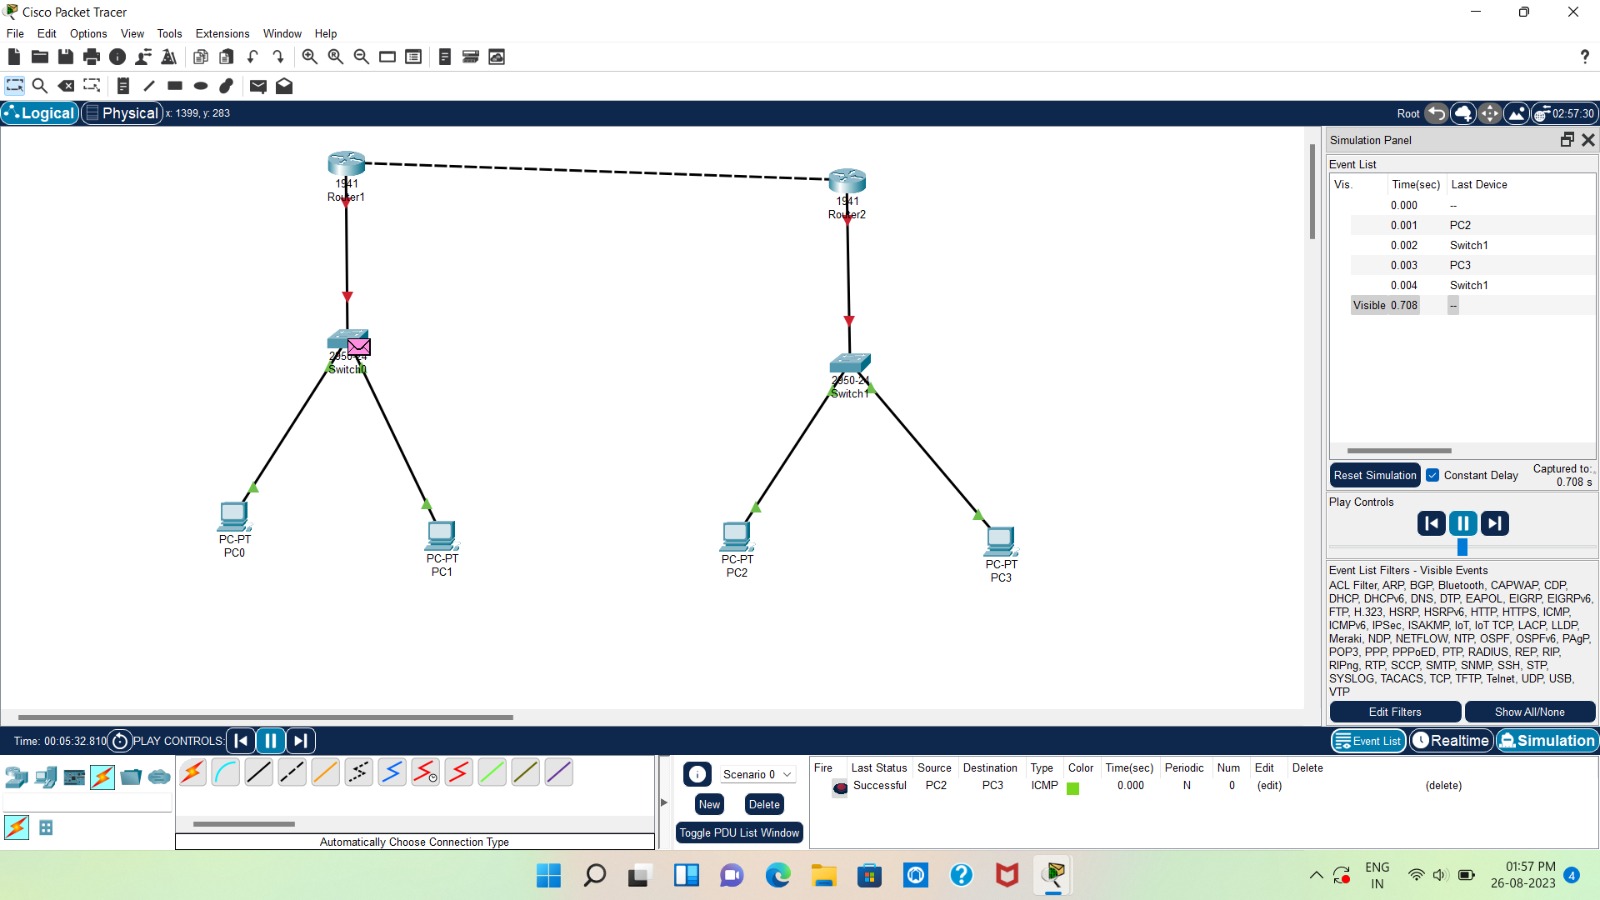 Cisco Packet Tracer
File Edit Options View Tools Extensions Window Help
?
Logical Physical x: 1399, y: 283
Root 02:57:30
1941
Router1
1941
Router2
2950-24
Switch0
2950-24
Switch1
PC-PT
PC0
PC-PT
PC1
PC-PT
PC2
PC-PT
PC3
Simulation Panel
Event List
Vis. Time(sec) Last Device
0.000 --
0.001 PC2
0.002 Switch1
0.003 PC3
0.004 Switch1
Visible 0.708 --
Reset Simulation Constant Delay Captured to:
0.708 s
Play Controls
Event List Filters - Visible Events
ACL Filter, ARP, BGP, Bluetooth, CAPWAP, CDP,
DHCP, DHCPv6, DNS, DTP, EAPOL, EIGRP, EIGRPv6,
FTP, H.323, HSRP, HSRPv6, HTTP, HTTPS, ICMP,
ICMPv6, IPSec, ISAKMP, IoT, IoT TCP, LACP, LLDP,
Meraki, NDP, NETFLOW, NTP, OSPF, OSPFv6, PAgP,
POP3, PPP, PPPoED, PTP, RADIUS, REP, RIP,
RIPng, RTP, SCCP, SMTP, SNMP, SSH, STP,
SYSLOG, TACACS, TCP, TFTP, Telnet, UDP, USB,
VTP
Edit Filters Show All/None
Time: 00:05:32.810 PLAY CONTROLS:
Event List Realtime Simulation
Automatically Choose Connection Type
Scenario 0
New Delete
Toggle PDU List Window
Fire Last Status Source Destination Type Color Time(sec) Periodic Num Edit Delete
Successful PC2 PC3 ICMP 0.000 N 0 (edit) (delete)
ENG
IN
01:57 PM
26-08-2023
4